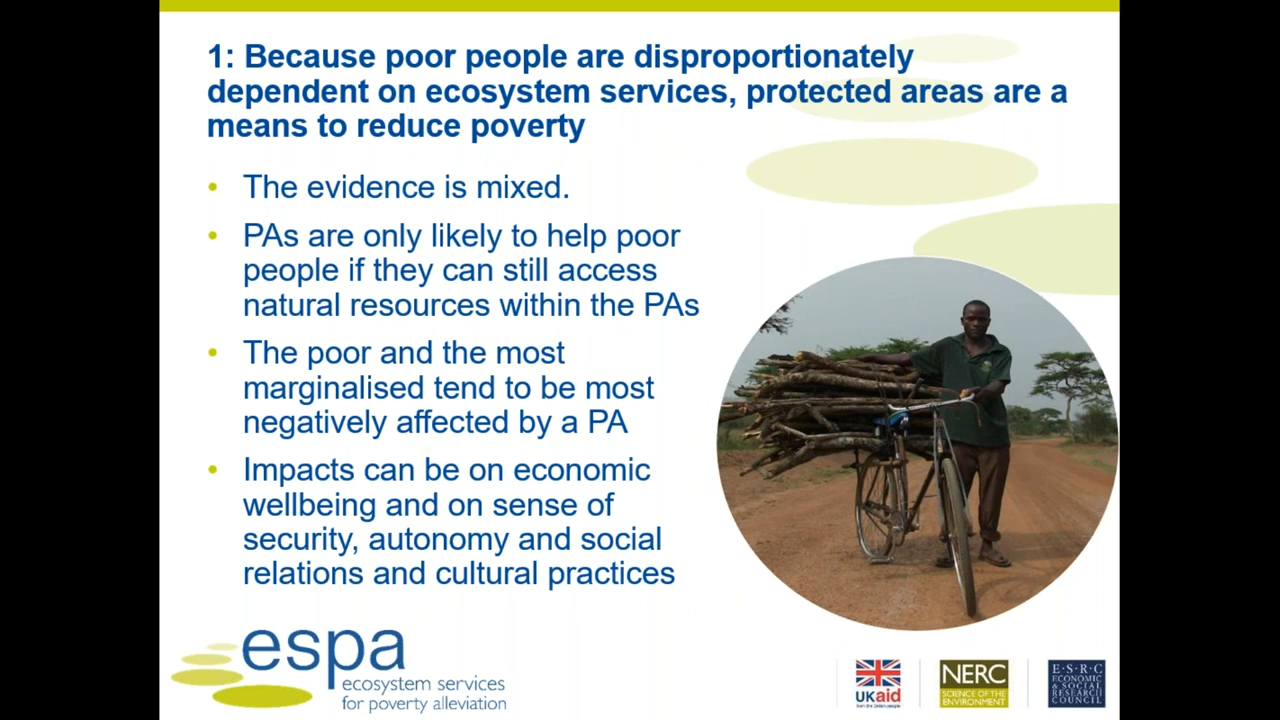 1: Because poor people are disproportionately
dependent on ecosystem services, protected areas are a
means to reduce poverty
• The evidence is mixed.
• PAs are only likely to help poor
people if they can still access
natural resources within the PAs
• The poor and the most
marginalised tend to be most
negatively affected by a PA
• Impacts can be on economic
wellbeing and on sense of
security, autonomy and social
relations and cultural practices
espa
ecosystem services
for poverty alleviation
UKaid
from the British people
NERC
SCIENCE OF THE
ENVIRONMENT
E·S·R·C
ECONOMIC
& SOCIAL
RESEARCH
COUNCIL